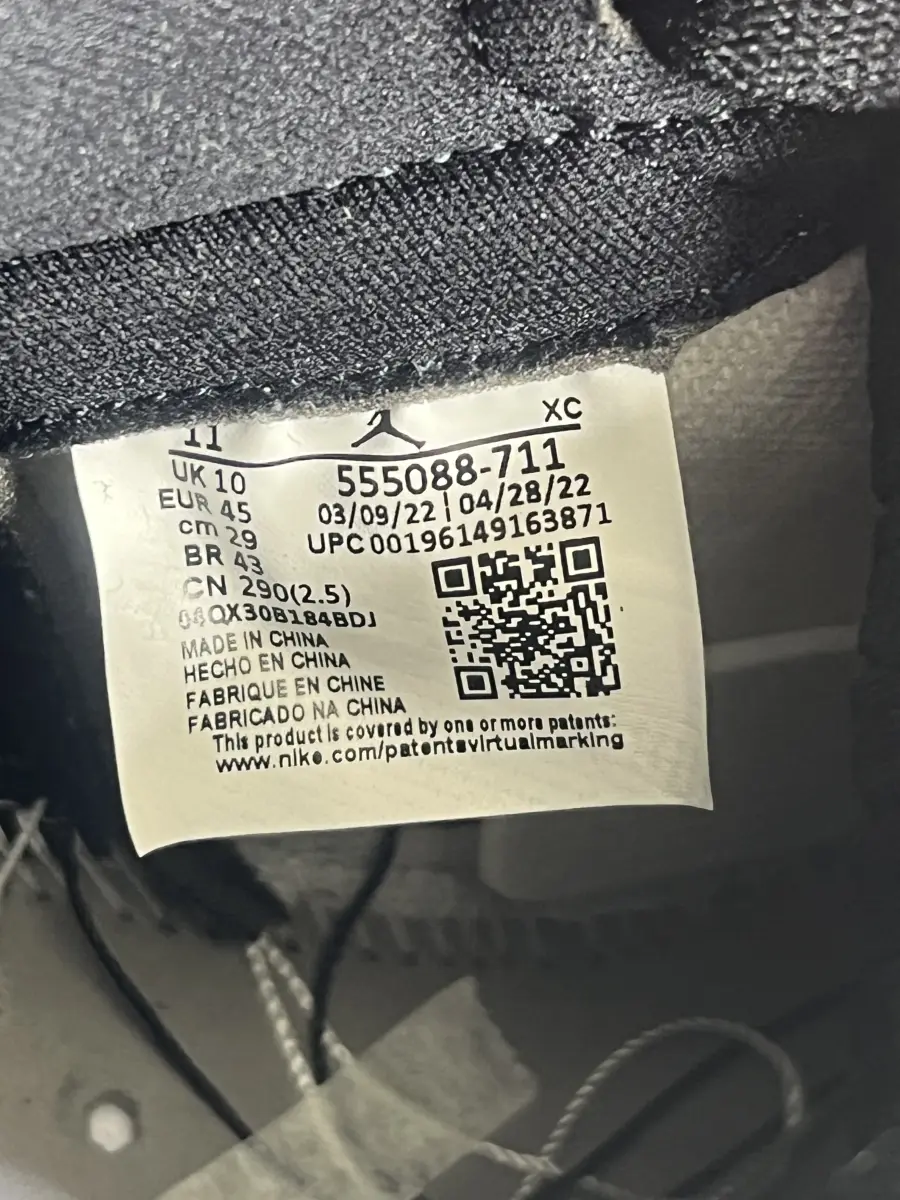 11
XC
UK 10
EUR 45
cm 29
BR 43
CN 290(2.5)
555088-711
03/09/22 | 04/28/22
UPC 00196149163871
04QX30B184BDJ
MADE IN CHINA
HECHO EN CHINA
FABRIQUE EN CHINE
FABRICADO NA CHINA
This product is covered by one or more patents:
www.nike.com/patentsvirtualmarking